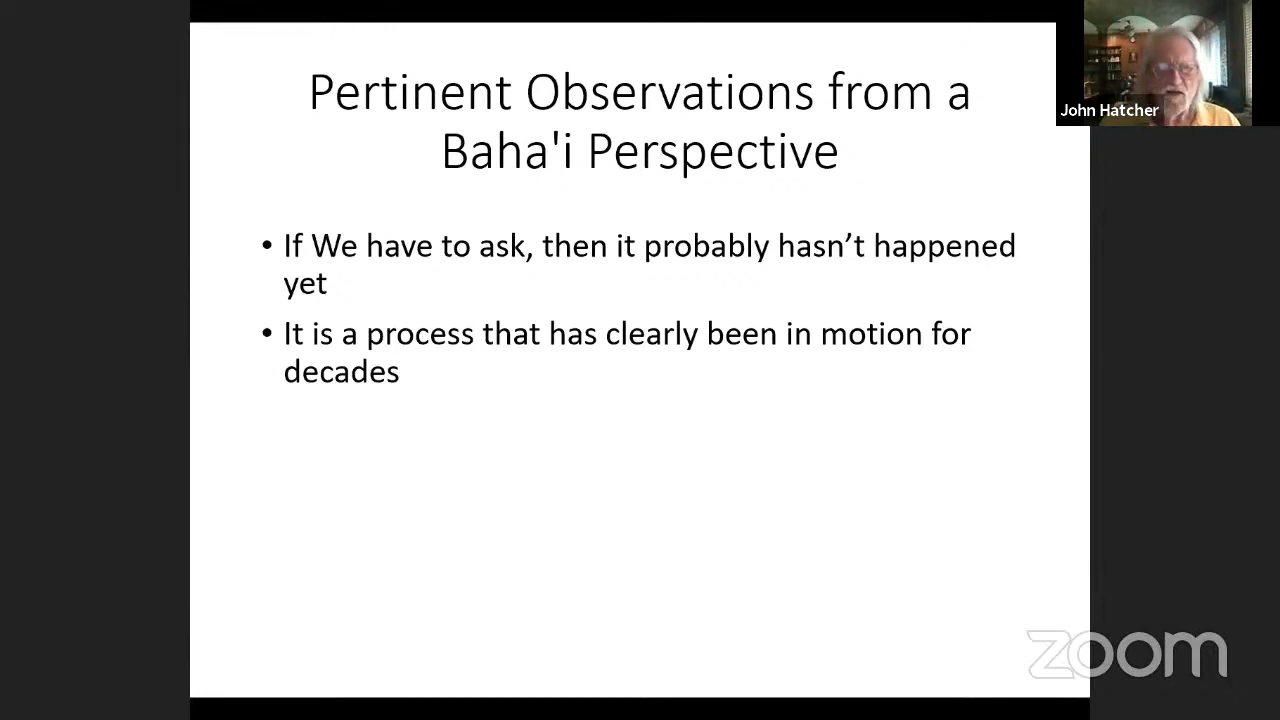 Pertinent Observations from a
Baha'i Perspective
John Hatcher
• If We have to ask, then it probably hasn’t happened
yet
• It is a process that has clearly been in motion for
decades
zoom